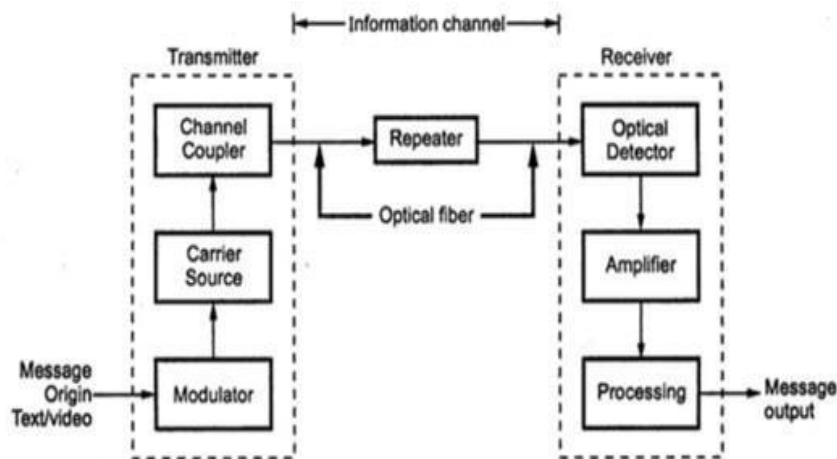 Information channel
Transmitter
Receiver
Channel
Coupler
Repeater
Optical
Detector
Optical fiber
Carrier
Source
Amplifier
Message
Origin
Text/video
Modulator
Processing
Message
output